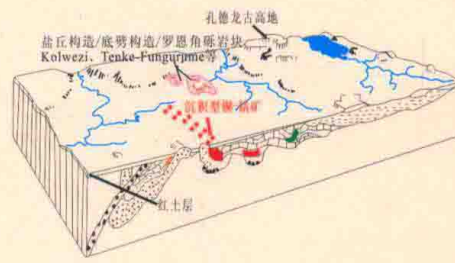 孔德龙古高地
盐丘构造/底劈构造/罗恩角砾岩块
Kolwezi、Tenke-Fungurume等
沉积型铜-钴矿
红土层